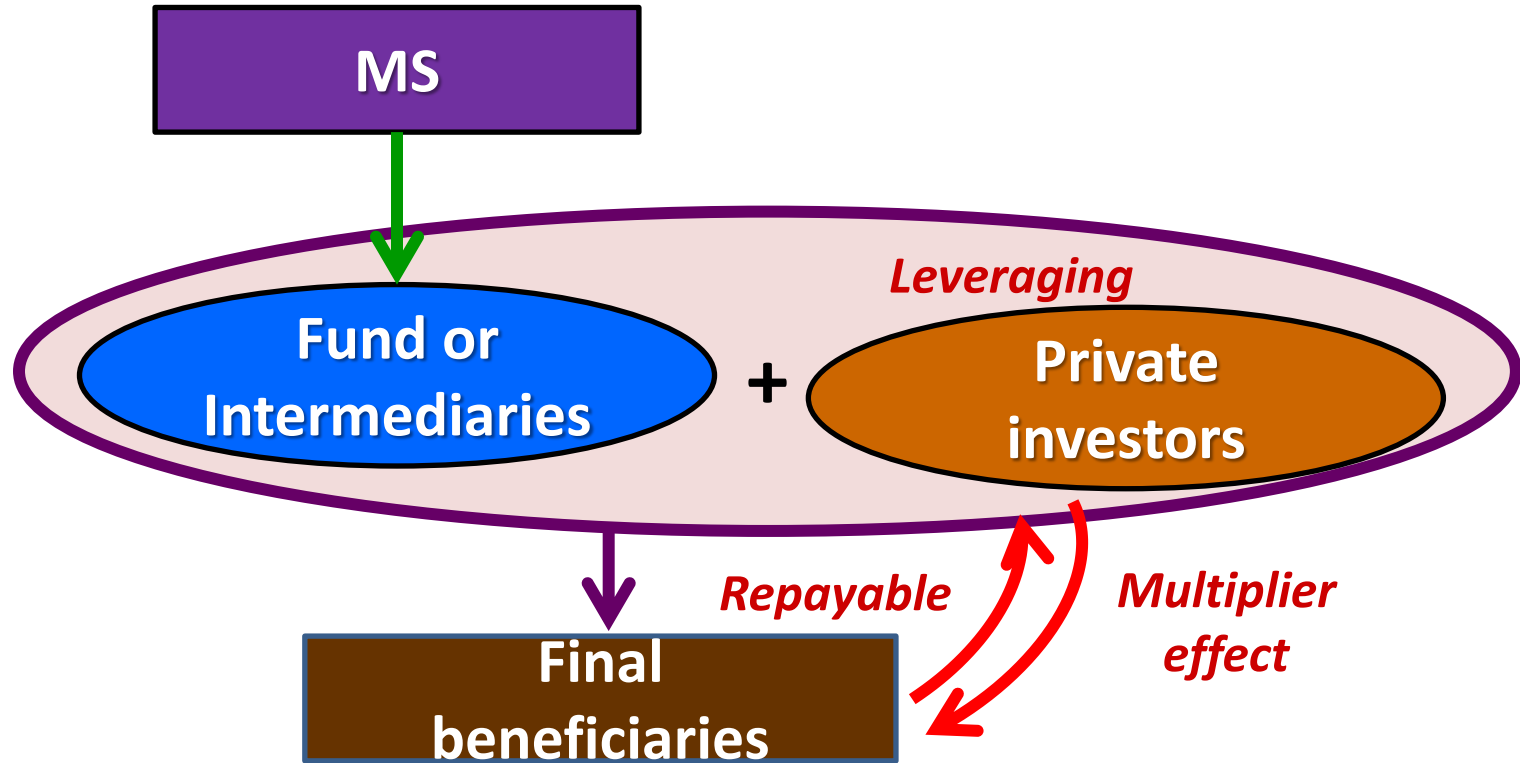 MS
Leveraging
Fund or
Intermediaries
+
Private
investors
Repayable
Multiplier
effect
Final
beneficiaries